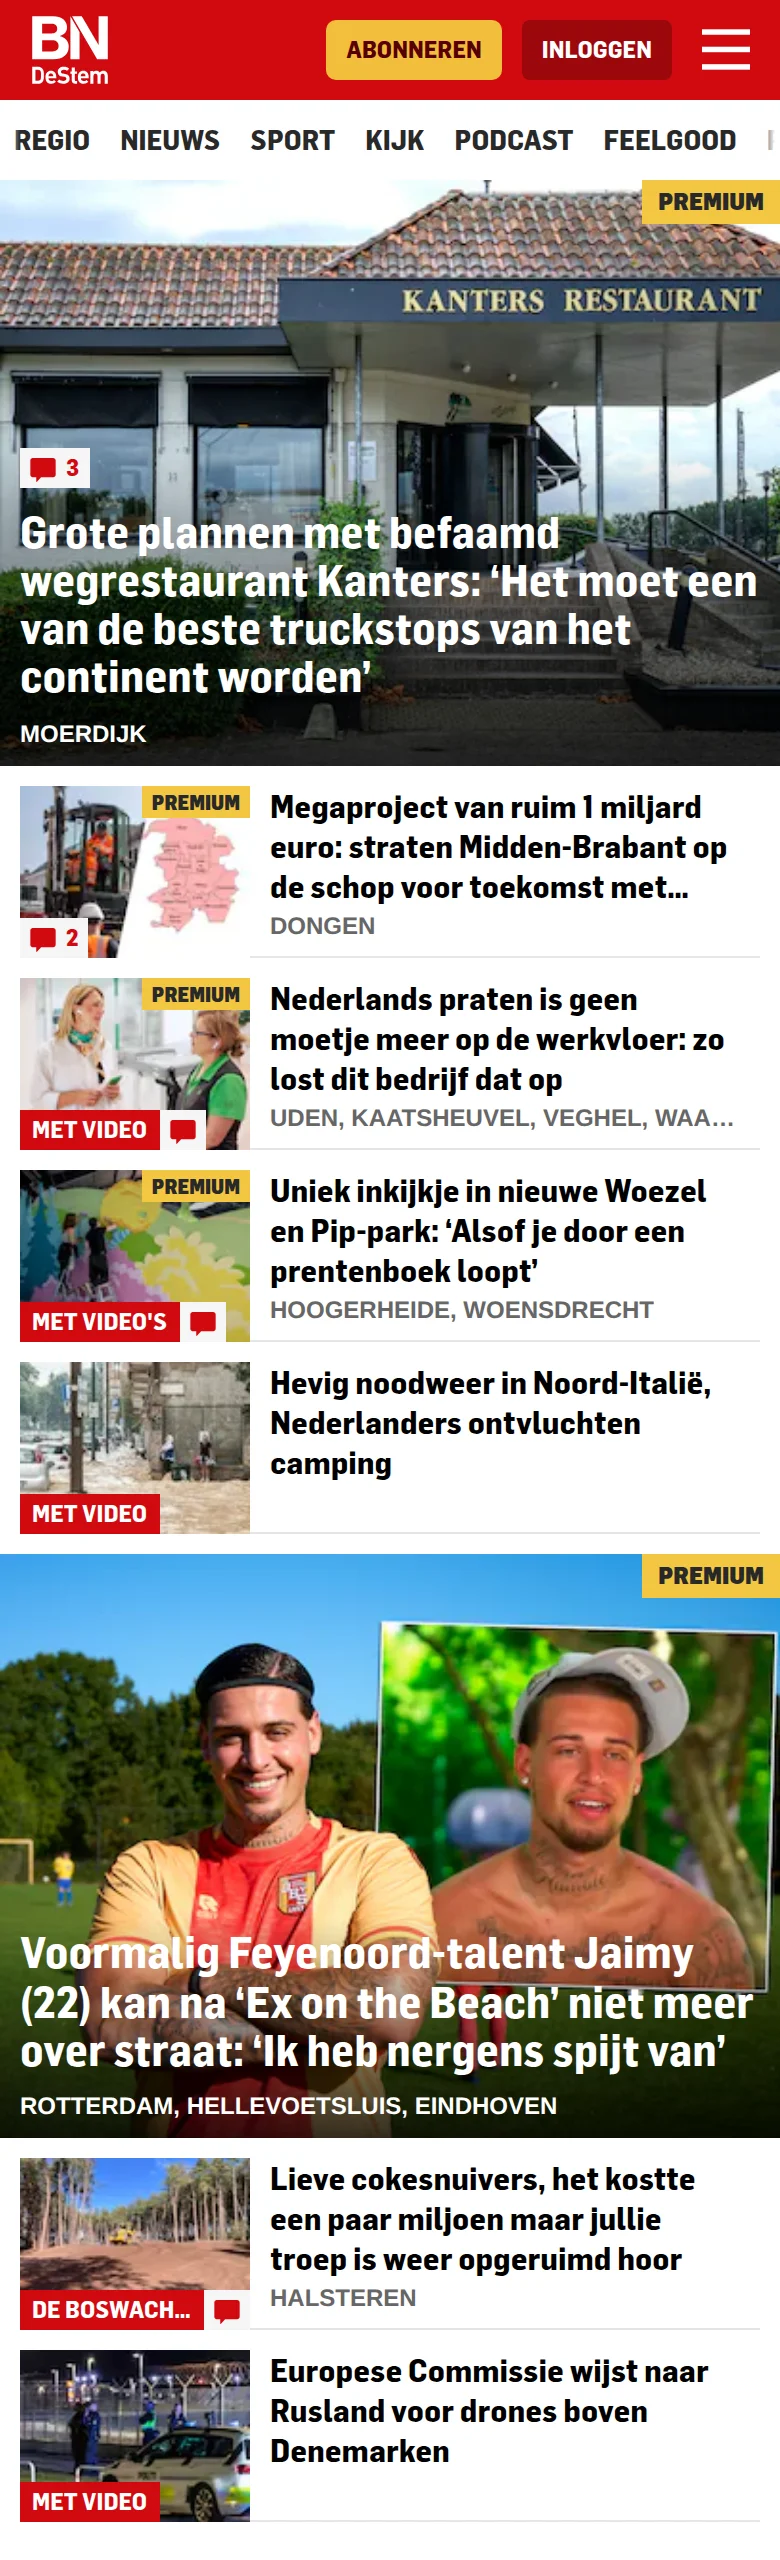 BN
DeStem
ABONNEREN
INLOGGEN
REGIO NIEUWS SPORT KIJK PODCAST FEELGOOD
PREMIUM
KANTERS RESTAURANT
3
Grote plannen met befaamd
wegrestaurant Kanters: ‘Het moet een
van de beste truckstops van het
continent worden’
MOERDIJK
PREMIUM
2
Megaproject van ruim 1 miljard
euro: straten Midden-Brabant op
de schop voor toekomst met...
DONGEN
PREMIUM
MET VIDEO
Nederlands praten is geen
moetje meer op de werkvloer: zo
lost dit bedrijf dat op
UDEN, KAATSHEUVEL, VEGHEL, WAA...
PREMIUM
MET VIDEO'S
Uniek inkijkje in nieuwe Woezel
en Pip-park: ‘Alsof je door een
prentenboek loopt’
HOOGERHEIDE, WOENSDRECHT
MET VIDEO
Hevig noodweer in Noord-Italië,
Nederlanders ontvluchten
camping
PREMIUM
Voormalig Feyenoord-talent Jaimy
(22) kan na ‘Ex on the Beach’ niet meer
over straat: ‘Ik heb nergens spijt van’
ROTTERDAM, HELLEVOETSLUIS, EINDHOVEN
DE BOSWACH...
Lieve cokesnuivers, het kostte
een paar miljoen maar jullie
troep is weer opgeruimd hoor
HALSTEREN
MET VIDEO
Europese Commissie wijst naar
Rusland voor drones boven
Denemarken